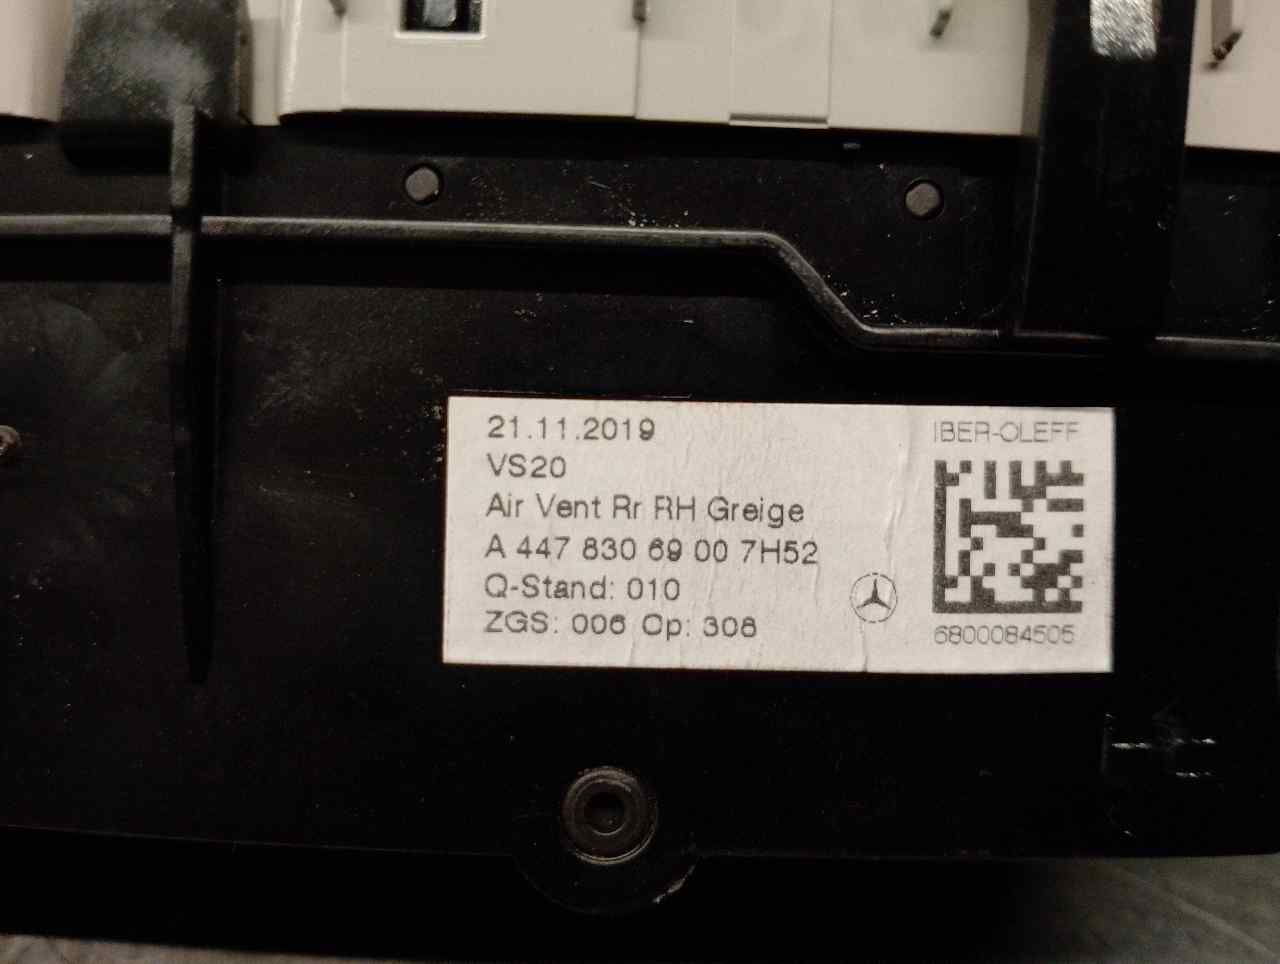 21.11.2019
VS20
Air Vent Rr RH Greige
A 447 830 69 00 7H52
Q-Stand: 010
ZGS: 006 Op: 308
IBER-OLEFF
6800084505